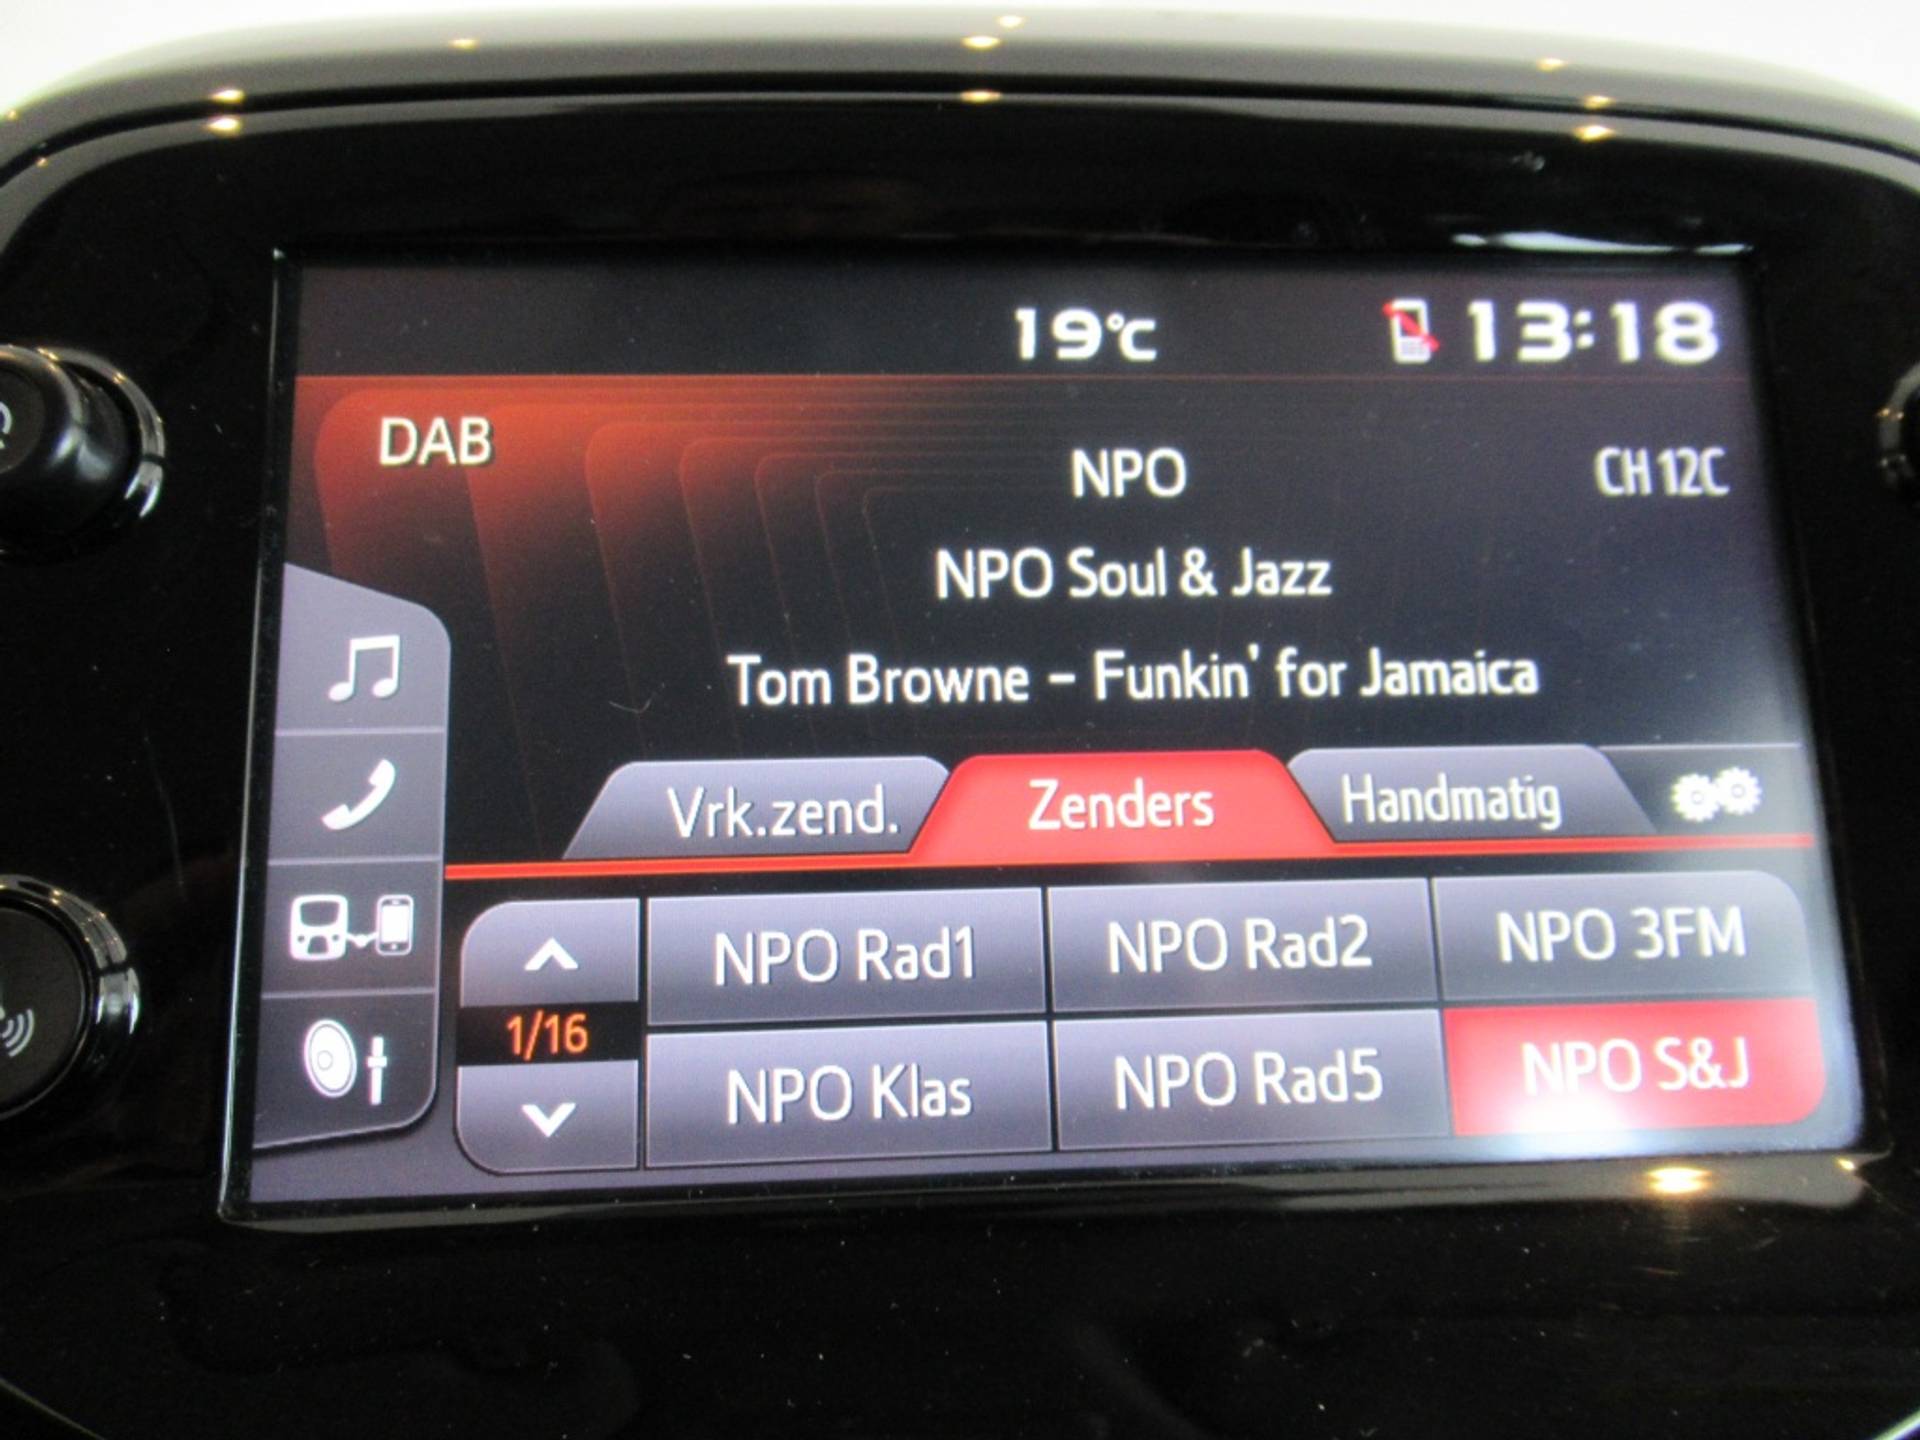 19°C 13:18
DAB
NPO
CH 12C
NPO Soul & Jazz
Tom Browne - Funkin' for Jamaica
Vrk.zend. Zenders Handmatig
NPO Rad1 NPO Rad2 NPO 3FM
1/16
NPO Klas NPO Rad5 NPO S&J